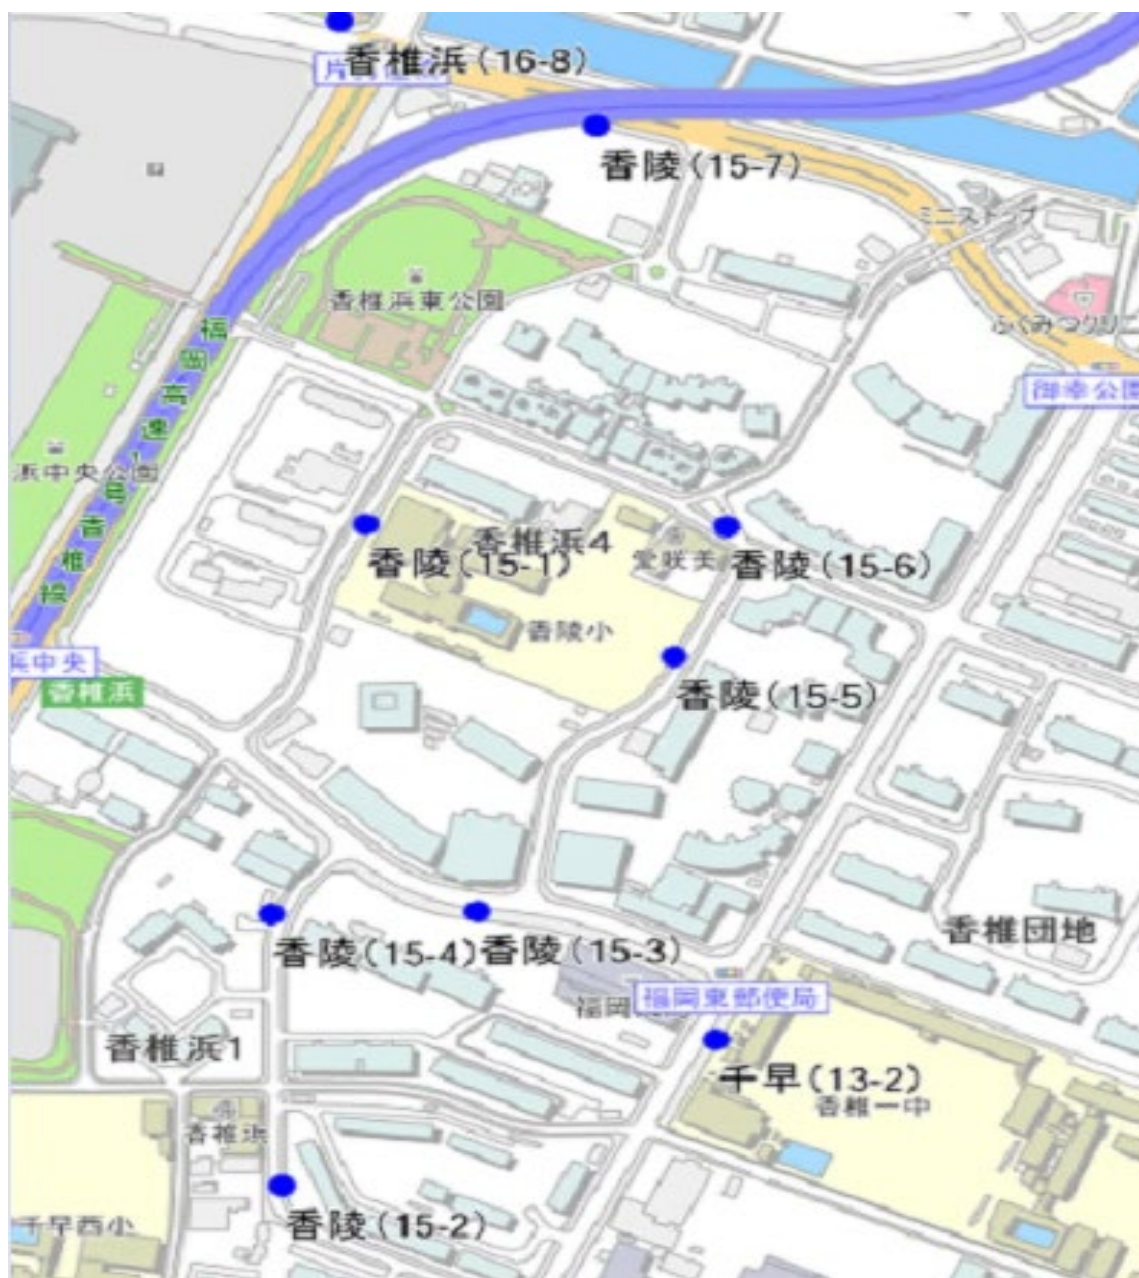 香椎浜(16-8)
香陵(15-7)
ミニストップ
香椎浜東公園
ふくみつクリニ
御幸公園
福岡高速1号香椎線
浜中央公園
香陵(15-1)
香椎浜4
愛咲美
香陵(15-6)
香陵小
浜中央
香椎浜
香陵(15-5)
香椎団地
香陵(15-4)
香陵(15-3)
福岡東郵便局
福岡
香椎浜1
千早(13-2)
香椎一中
香椎浜
香陵(15-2)
千早西小